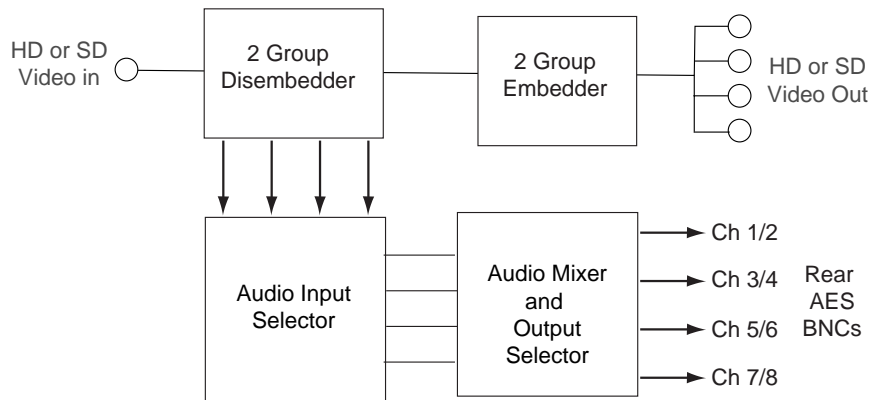 HD or SD
Video in
2 Group
Disembedder
2 Group
Embedder
HD or SD
Video Out
Audio Input
Selector
Audio Mixer
and
Output
Selector
Ch 1/2
Ch 3/4
Ch 5/6
Ch 7/8
Rear
AES
BNCs